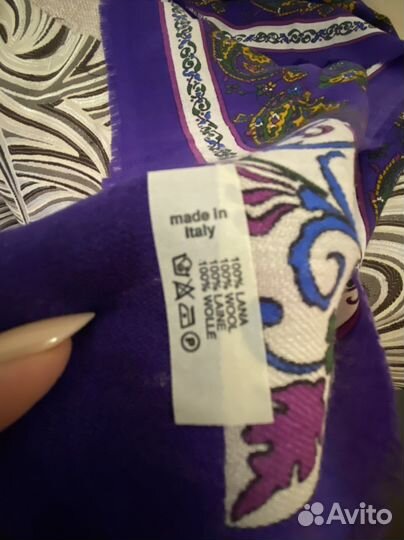 made in
Italy
100% LANA
100% WOOL
100% LAINE
100% WOLLE
Avito